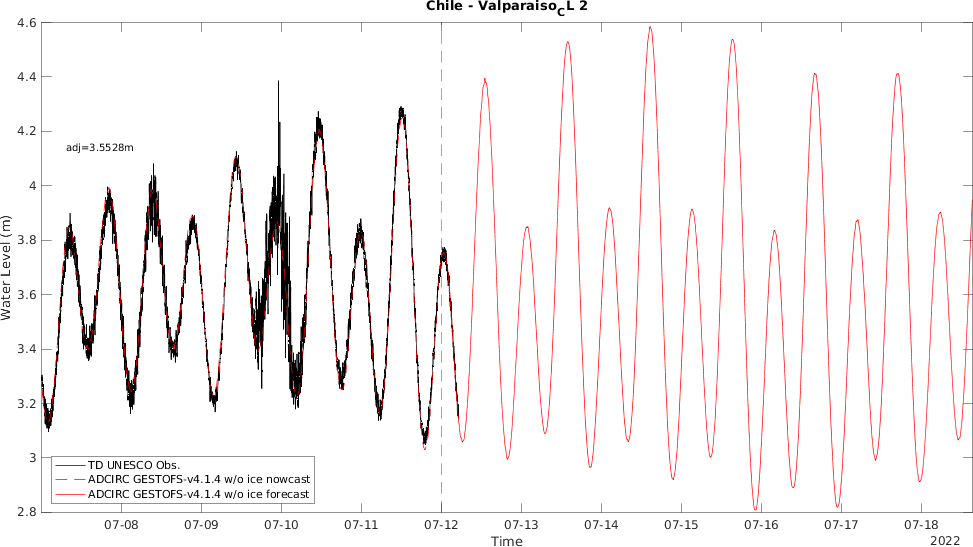 Chile - Valparaiso_CL 2
4.6
4.4
4.2
4
3.8
3.6
3.4
3.2
3
2.8
Water Level (m)
adj=3.5528m
TD UNESCO Obs.
ADCIRC GESTOFS-v4.1.4 w/o ice nowcast
ADCIRC GESTOFS-v4.1.4 w/o ice forecast
07-08 07-09 07-10 07-11 07-12 07-13 07-14 07-15 07-16 07-17 07-18
Time
2022